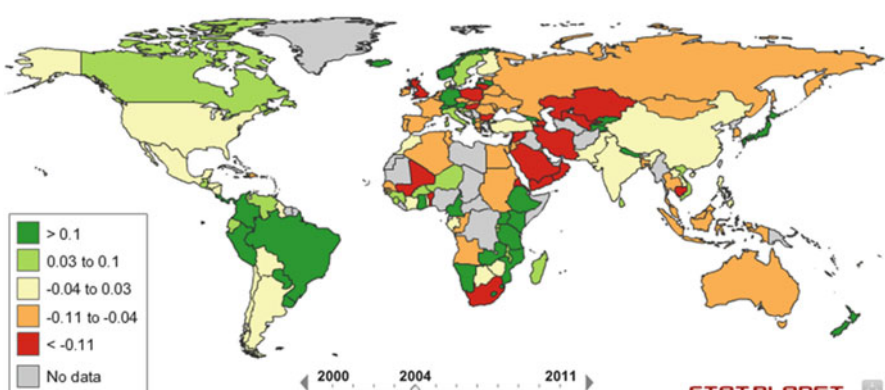 > 0.1
0.03 to 0.1
-0.04 to 0.03
-0.11 to -0.04
< -0.11
No data
2000 2004 2011
STATPLANET